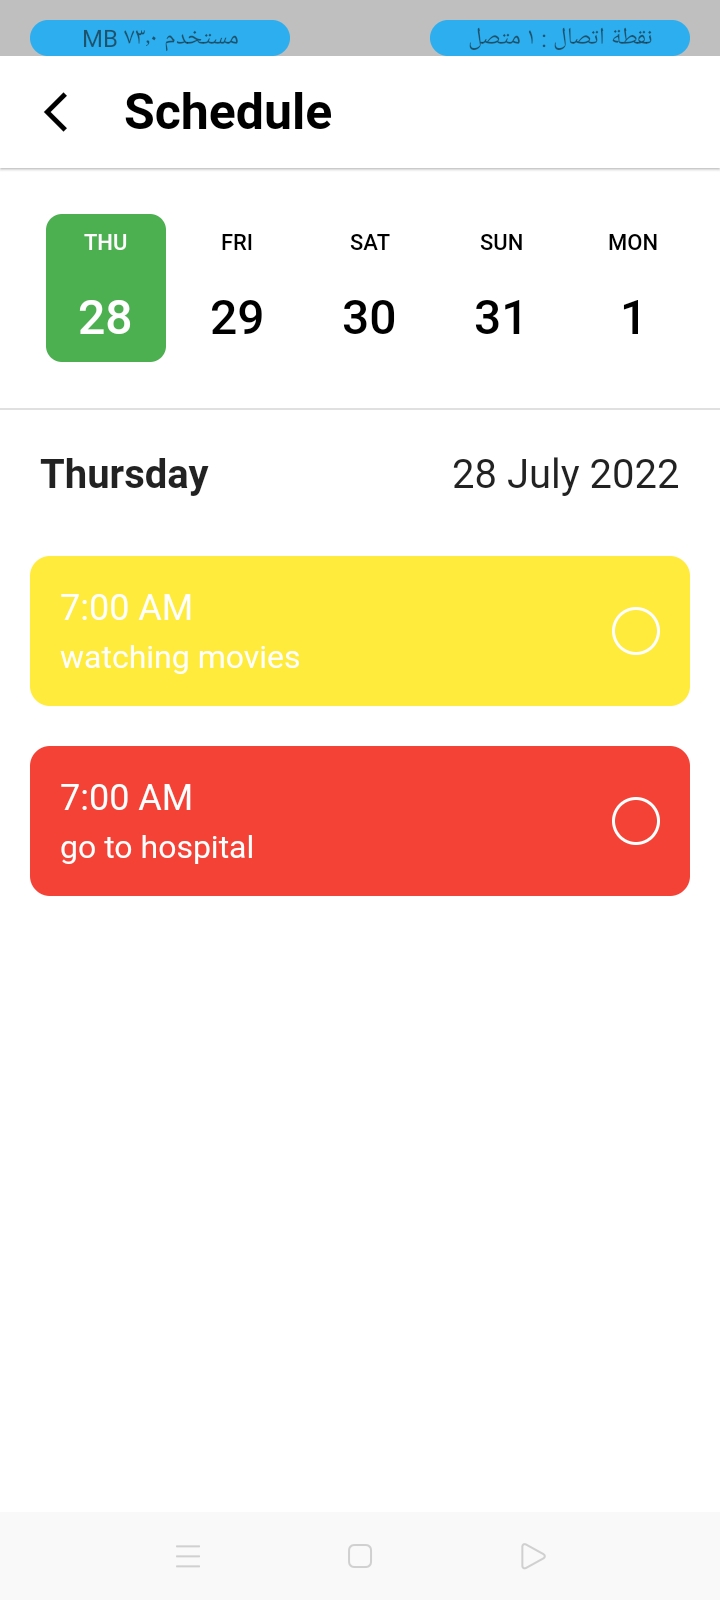 مستخدم ٧٣,٠ MB
نقطة اتصال : ١ متصل
Schedule
THU FRI SAT SUN MON
28 29 30 31 1
Thursday 28 July 2022
7:00 AM
watching movies
7:00 AM
go to hospital